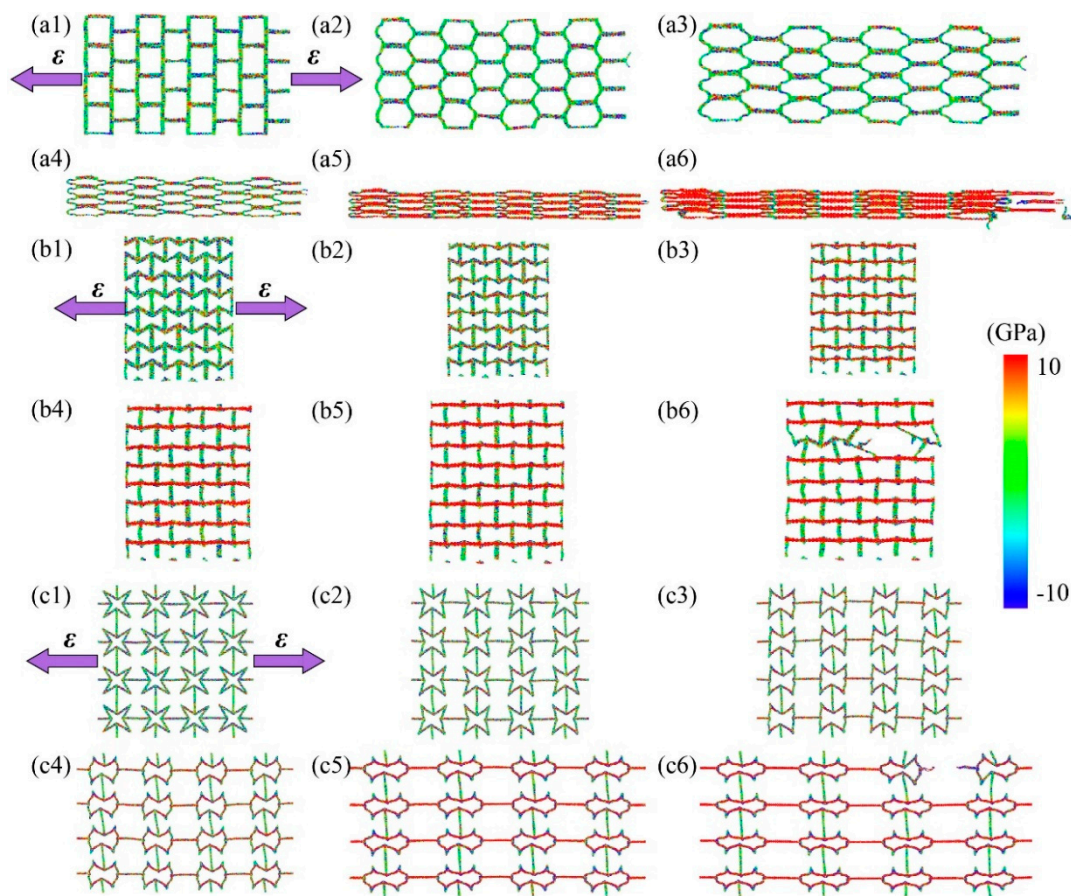 (a1)
(a2)
(a3)
ε
ε
(a4)
(a5)
(a6)
(b1)
(b2)
(b3)
ε
ε
(GPa)
10
-10
(b4)
(b5)
(b6)
(c1)
(c2)
(c3)
ε
ε
(c4)
(c5)
(c6)